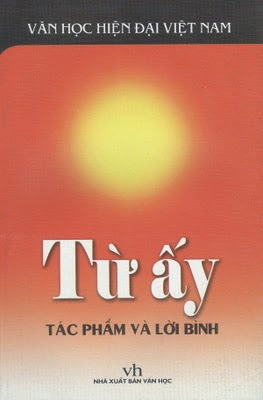 VĂN HỌC HIỆN ĐẠI VIỆT NAM
Từ ấy
TÁC PHẨM VÀ LỜI BÌNH
vh
NHÀ XUẤT BẢN VĂN HỌC